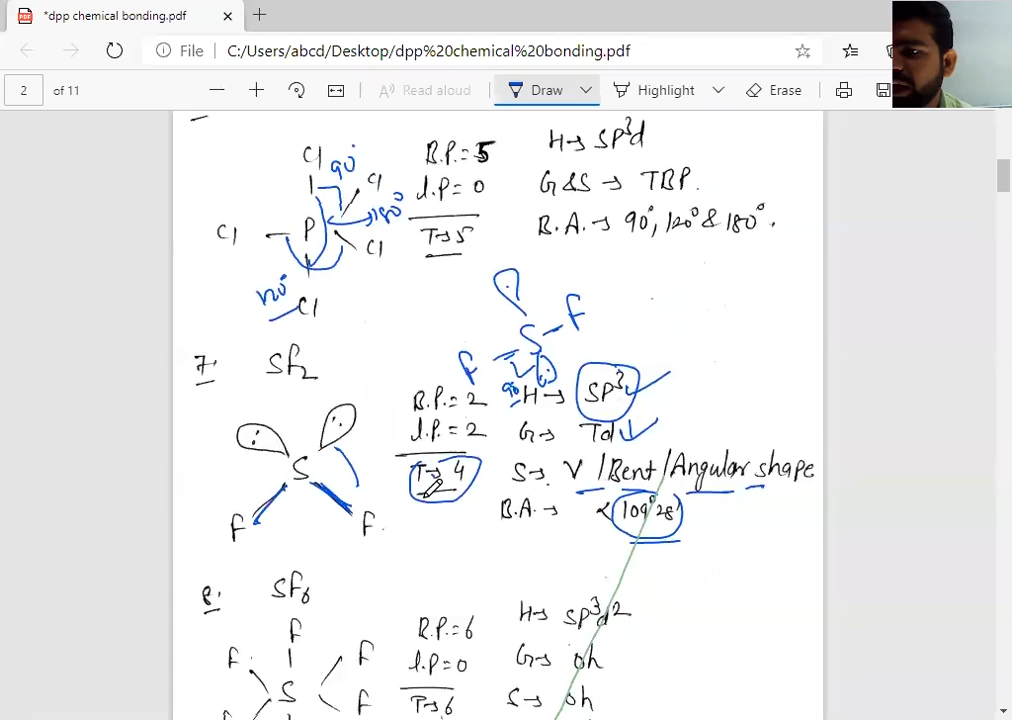 *dpp chemical bonding.pdf
File C:/Users/abcd/Desktop/dpp%20chemical%20bonding.pdf
2 of 11 Read aloud Draw Highlight Erase
Cl 90° B.P. = 5 H→ SP³d
Cl l.P = 0 G&S → TBP.
Cl P 180° T→ 5 B.A. → 90°, 120° & 180°.
Cl
120° Cl
7. SF₂
S F
F 90°
B.P. = 2 H→ SP³
l.P. = 2 G→ Td
S T→ 4 S→ V / Bent / Angular shape
F F. B.A. → < 109°28'
8. SF₆
F B.P. = 6 H→ SP³d2
F F l.P = 0 G→ Oh
S F T→ 6 S→ Oh
F